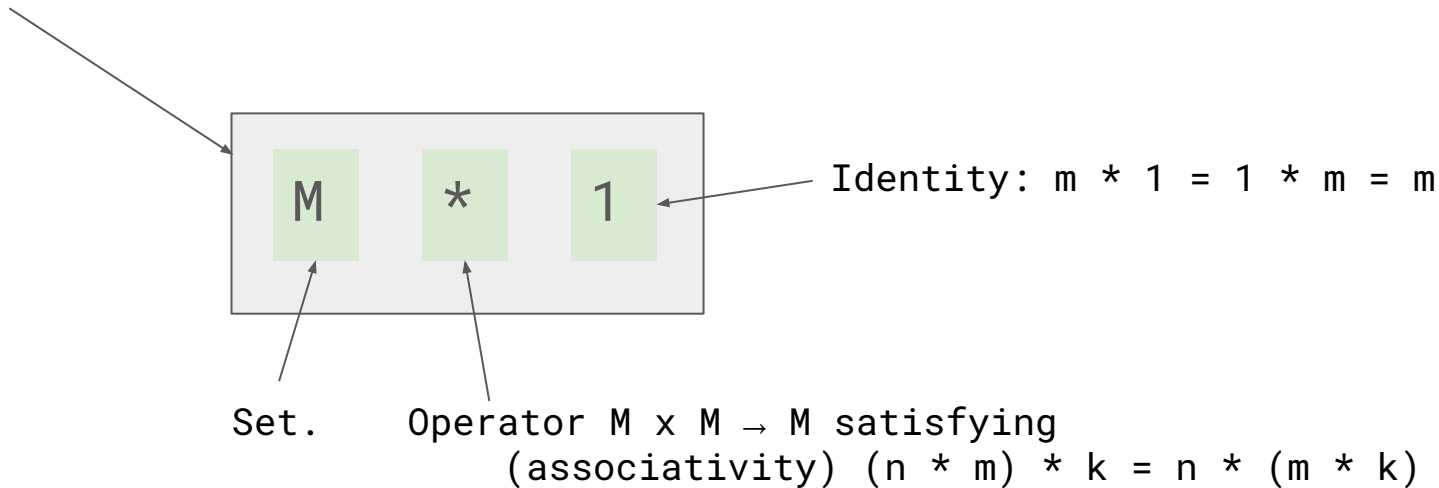 M * 1
Identity: m * 1 = 1 * m = m
Set.
Operator M x M → M satisfying
(associativity) (n * m) * k = n * (m * k)